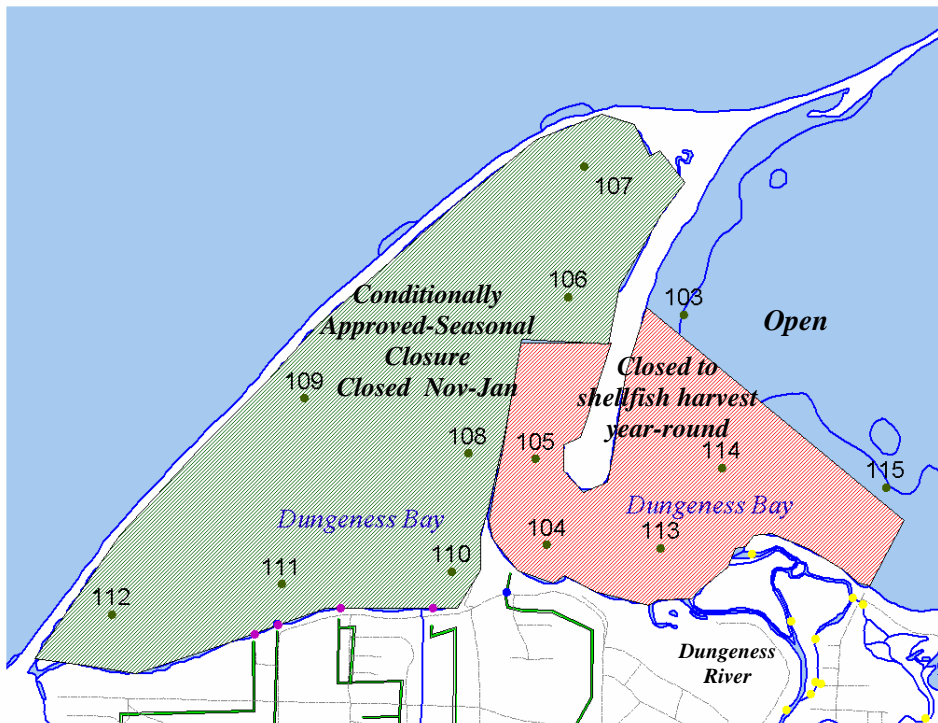 107
106
103
Conditionally
Approved-Seasonal
Closure
Closed Nov-Jan
Open
Closed to
shellfish harvest
year-round
109
108
105
114
115
Dungeness Bay
Dungeness Bay
104
113
110
111
112
Dungeness
River